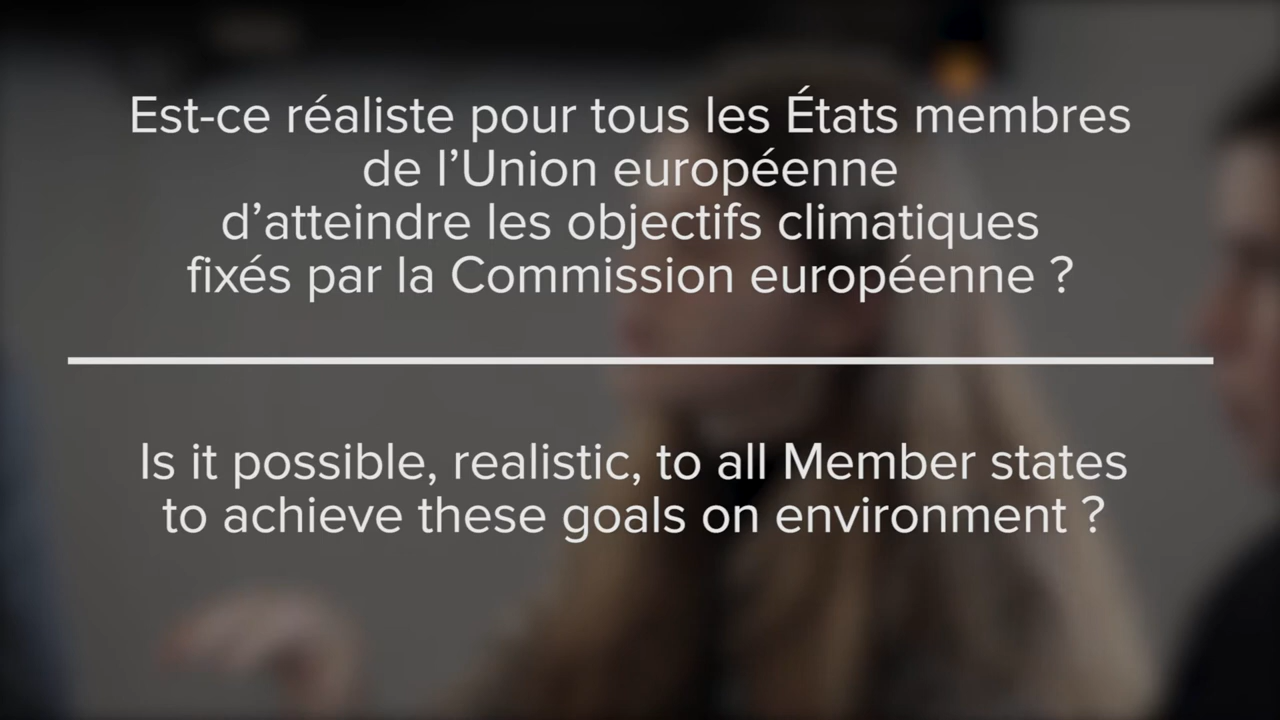 Est-ce réaliste pour tous les États membres
de l’Union européenne
d’atteindre les objectifs climatiques
fixés par la Commission européenne ?
Is it possible, realistic, to all Member states
to achieve these goals on environment ?